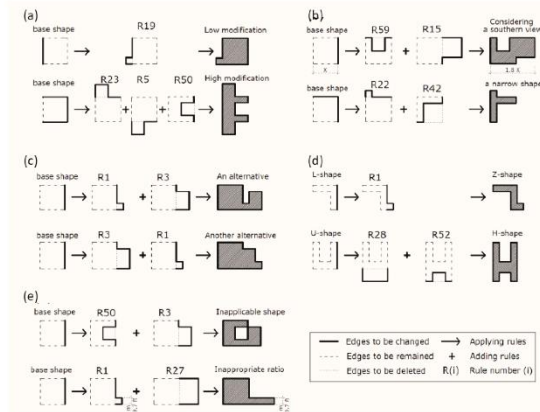 (a)
base shape R19 Low modification
base shape R23 R5 R50 High modification
+ +
(b)
base shape R59 R15 Considering a southern view
+
X 1.8 X
base shape R22 R42 a narrow shape
+
(c)
base shape R1 R3 An alternative
+
base shape R3 R1 Another alternative
+
(d)
L-shape R1 Z-shape
U-shape R28 R52 H-shape
+
(e)
base shape R50 R3 Inapplicable shape
+
base shape R1 R27 Inappropriate ratio
+
Edges to be changed → Applying rules
Edges to be remained + Adding rules
Edges to be deleted R(i) Rule number (i)